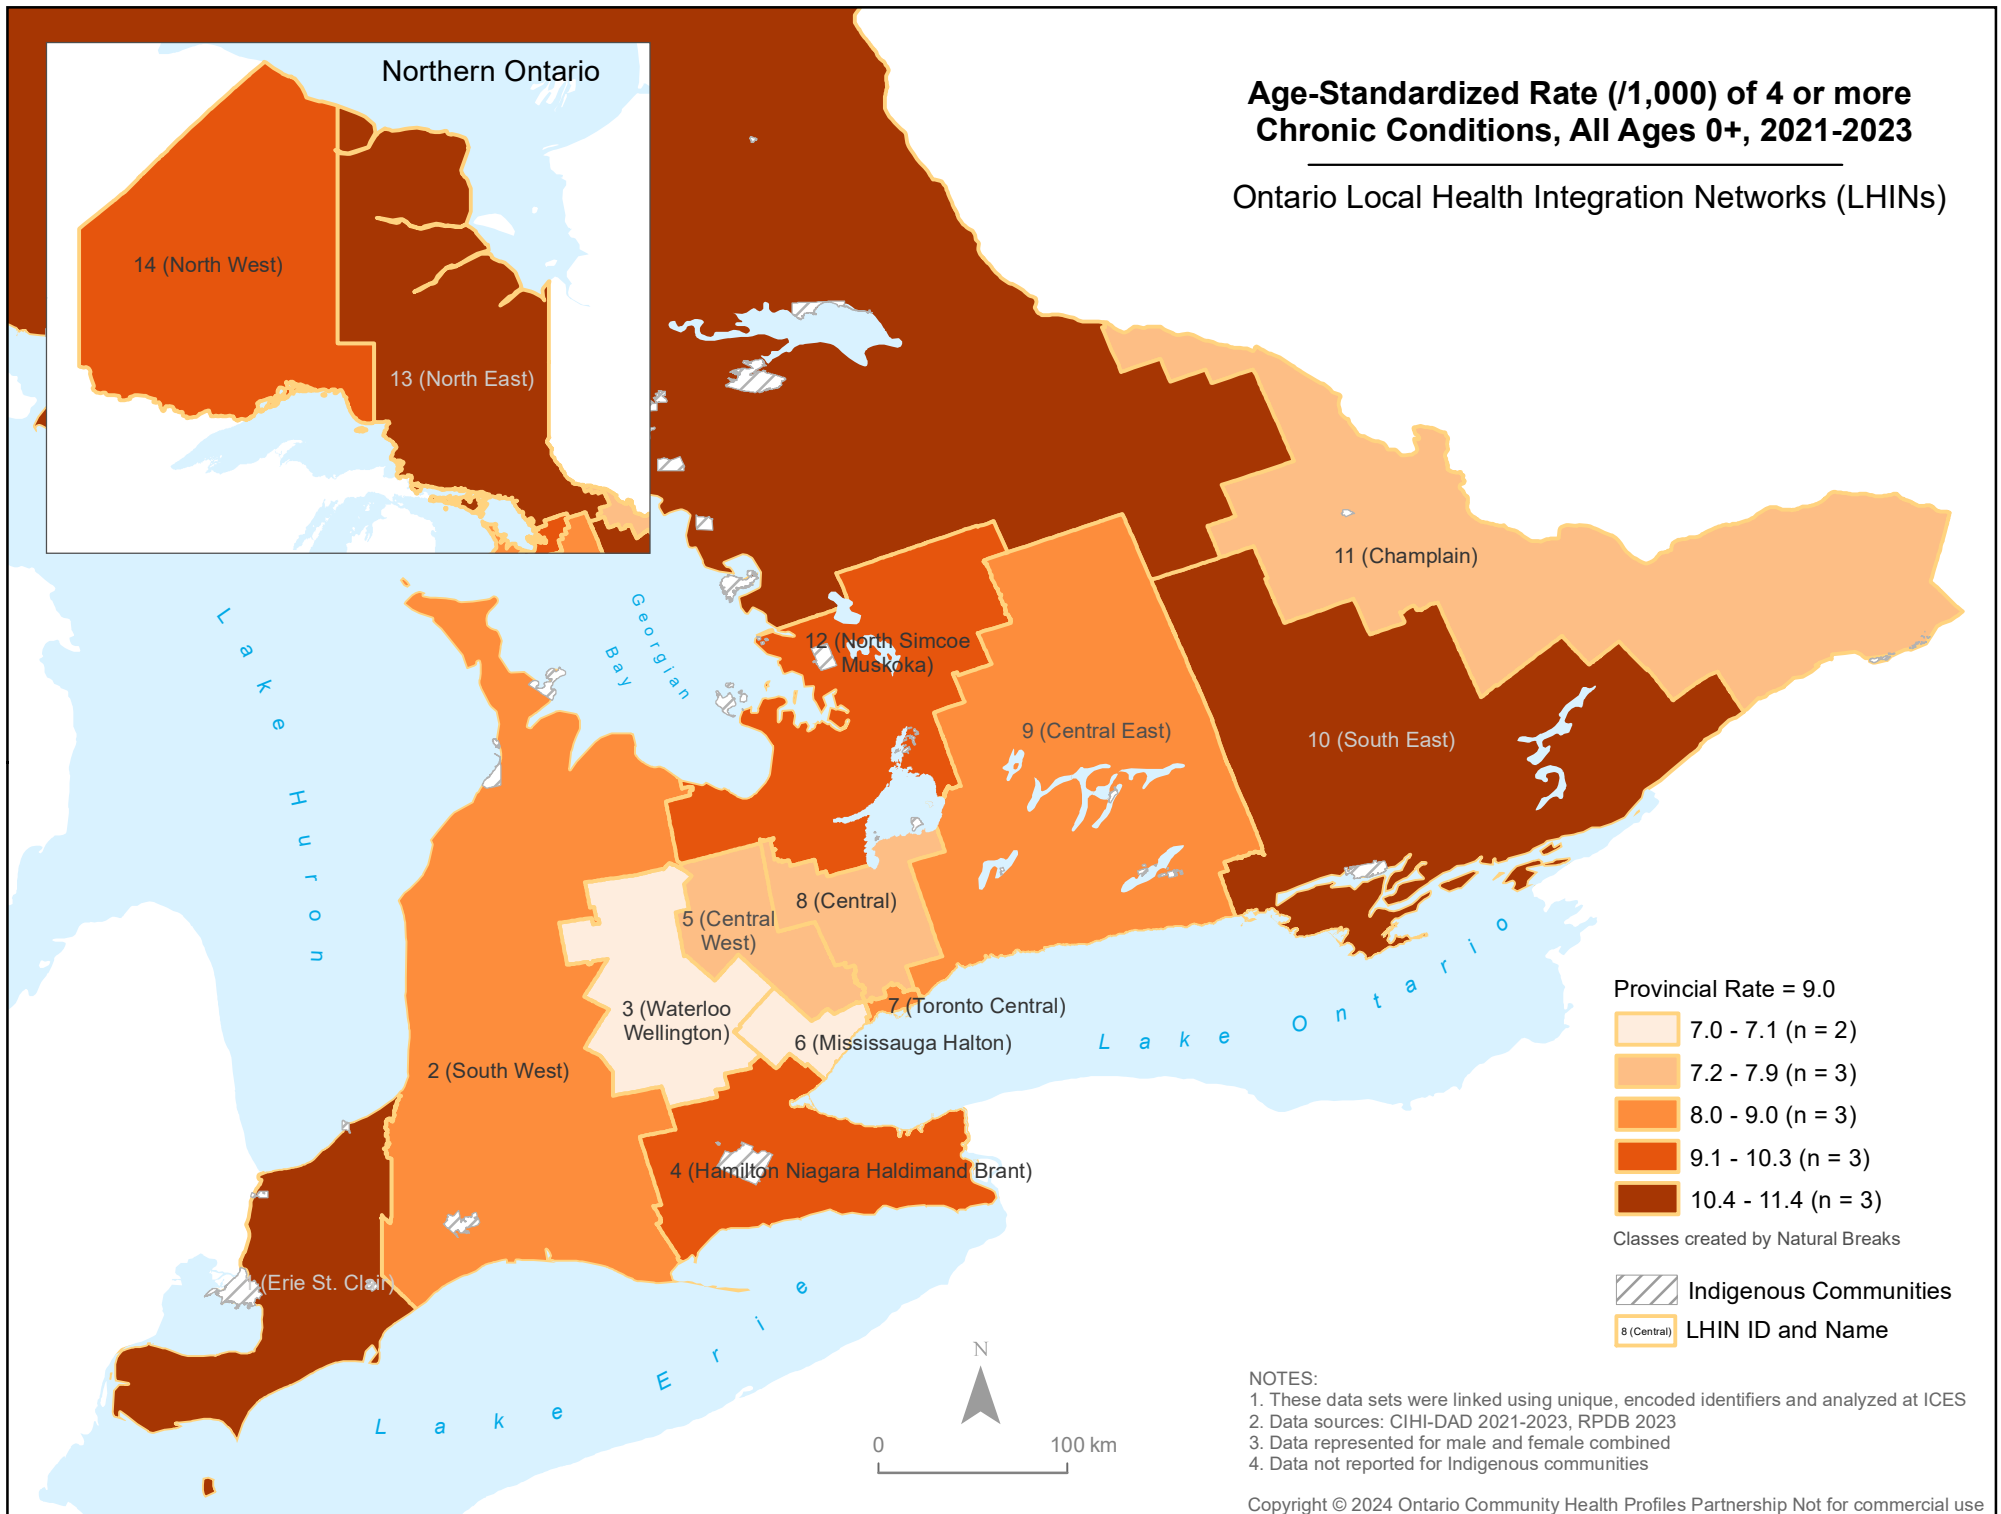 Northern Ontario
Age-Standardized Rate (/1,000) of 4 or more
Chronic Conditions, All Ages 0+, 2021-2023
Ontario Local Health Integration Networks (LHINs)
14 (North West)
13 (North East)
11 (Champlain)
Lake Huron
Georgian
Bay
12 (North Simcoe
Muskoka)
9 (Central East)
10 (South East)
8 (Central)
5 (Central
West)
3 (Waterloo
Wellington)
7 (Toronto Central)
6 (Mississauga Halton)
Lake Ontario
2 (South West)
4 (Hamilton Niagara Haldimand Brant)
(Erie St. Clair)
Lake Erie
Provincial Rate = 9.0
7.0 - 7.1 (n = 2)
7.2 - 7.9 (n = 3)
8.0 - 9.0 (n = 3)
9.1 - 10.3 (n = 3)
10.4 - 11.4 (n = 3)
Classes created by Natural Breaks
Indigenous Communities
8 (Central) LHIN ID and Name
N
0 100 km
NOTES:
1. These data sets were linked using unique, encoded identifiers and analyzed at ICES
2. Data sources: CIHI-DAD 2021-2023, RPDB 2023
3. Data represented for male and female combined
4. Data not reported for Indigenous communities
Copyright © 2024 Ontario Community Health Profiles Partnership Not for commercial use